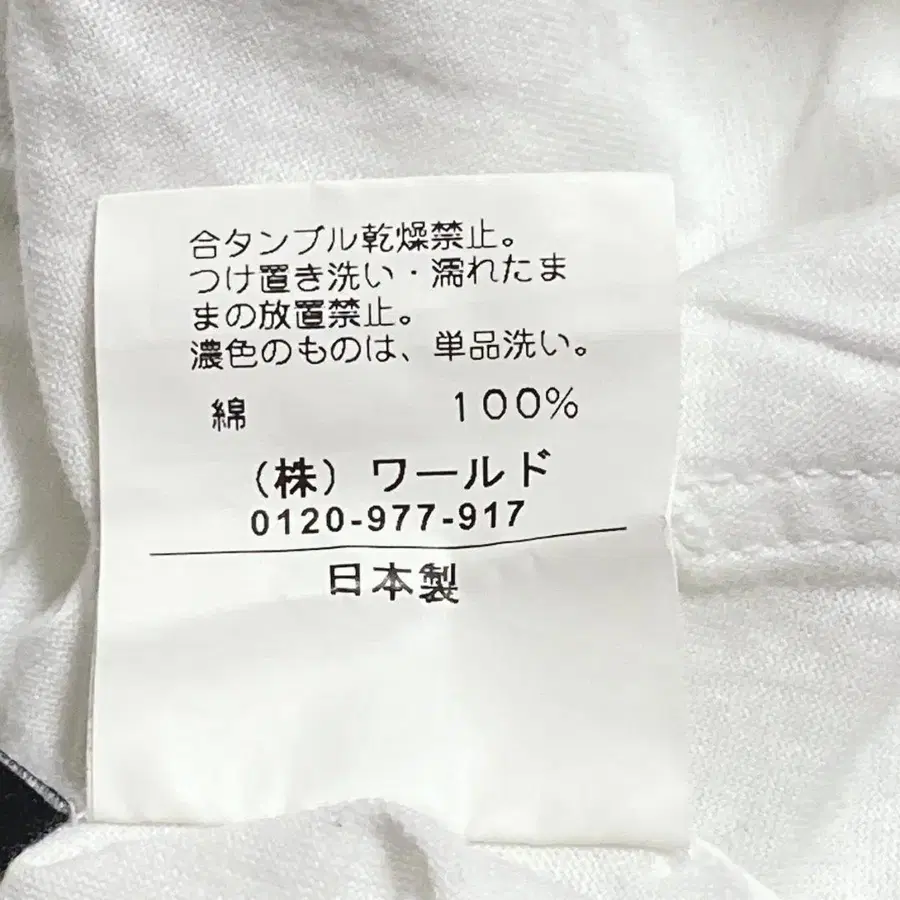 合タンブル乾燥禁止。
つけ置き洗い・濡れたま
まの放置禁止。
濃色のものは、単品洗い。
綿 100%
（株）ワールド
0120-977-917
日本製